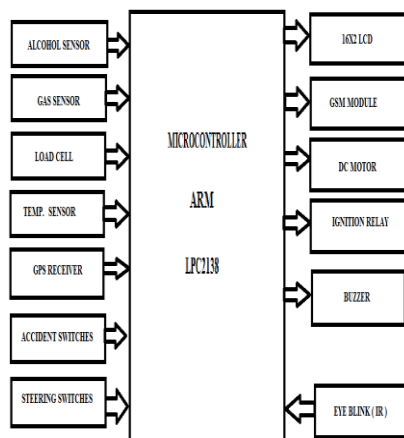 ALCOHOL SENSOR
GAS SENSOR
LOAD CELL
TEMP. SENSOR
GPS RECEIVER
ACCIDENT SWITCHES
STEERING SWITCHES
MICROCONTROLLER
ARM
LPC2138
16X2 LCD
GSM MODULE
DC MOTOR
IGNITION RELAY
BUZZER
EYE BLINK ( IR )